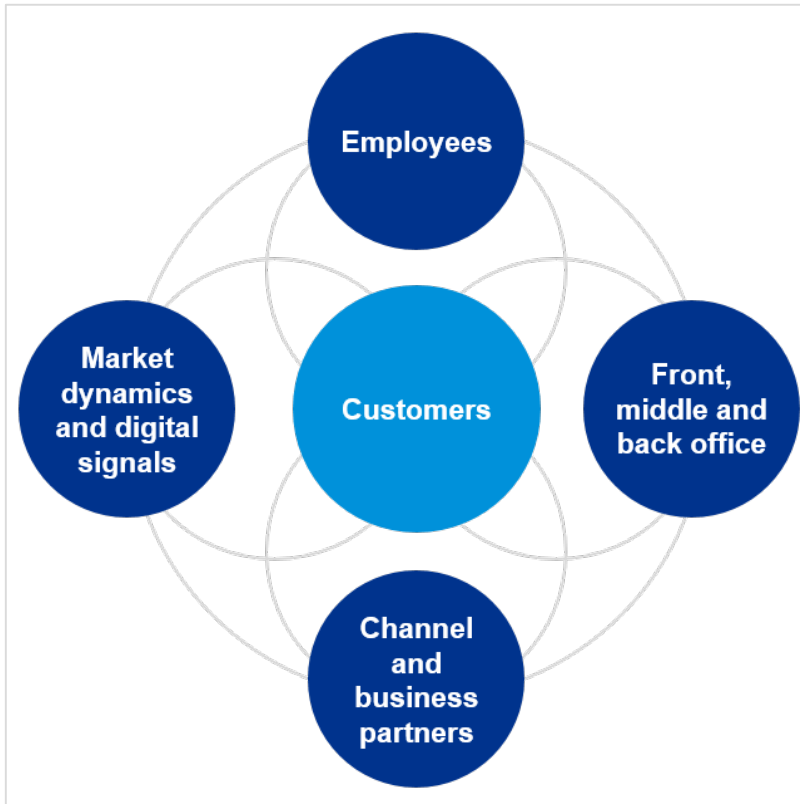 Employees
Market
dynamics
and digital
signals
Customers
Front,
middle and
back office
Channel
and
business
partners